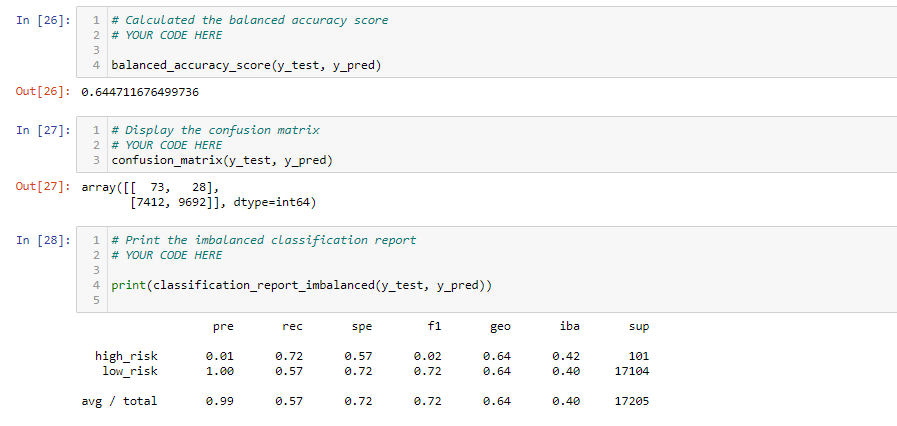 In [26]:
1 # Calculated the balanced accuracy score
2 # YOUR CODE HERE
3
4 balanced_accuracy_score(y_test, y_pred)
Out[26]: 0.644711676499736
In [27]:
1 # Display the confusion matrix
2 # YOUR CODE HERE
3 confusion_matrix(y_test, y_pred)
Out[27]: array([[ 73, 28],
[7412, 9692]], dtype=int64)
In [28]:
1 # Print the imbalanced classification report
2 # YOUR CODE HERE
3
4 print(classification_report_imbalanced(y_test, y_pred))
5
pre rec spe f1 geo iba sup
high_risk 0.01 0.72 0.57 0.02 0.64 0.42 101
low_risk 1.00 0.57 0.72 0.72 0.64 0.40 17104
avg / total 0.99 0.57 0.72 0.72 0.64 0.40 17205